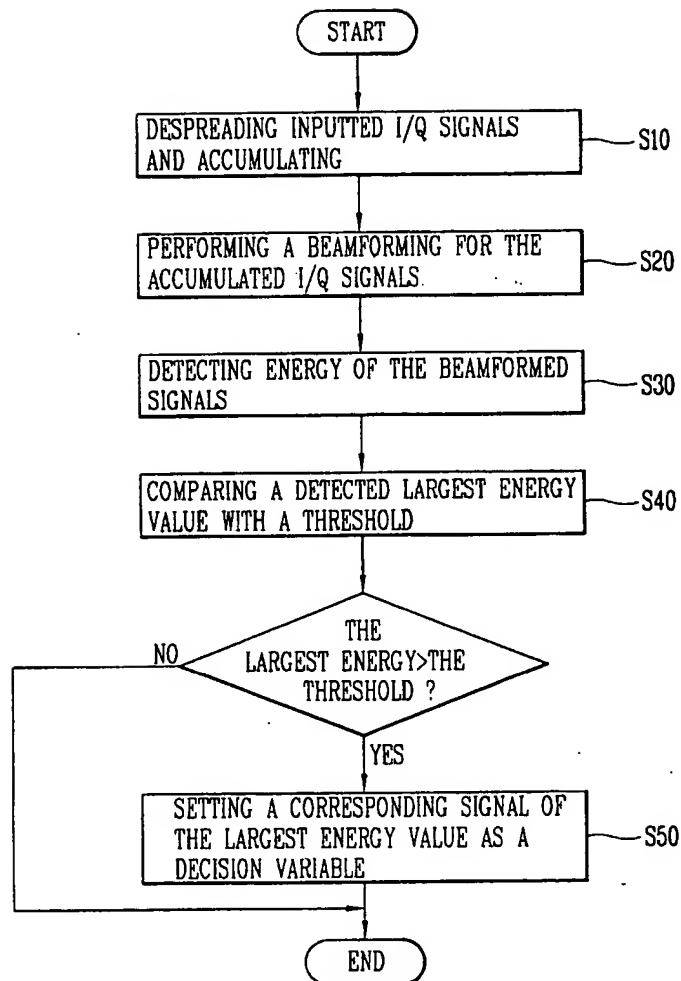 START
DESPREADING INPUTTED I/Q SIGNALS
AND ACCUMULATING
S10
PERFORMING A BEAMFORMING FOR THE
ACCUMULATED I/Q SIGNALS
S20
DETECTING ENERGY OF THE BEAMFORMED
SIGNALS
S30
COMPARING A DETECTED LARGEST ENERGY
VALUE WITH A THRESHOLD
S40
THE
LARGEST ENERGY>THE
THRESHOLD ?
NO
YES
SETTING A CORRESPONDING SIGNAL OF
THE LARGEST ENERGY VALUE AS A
DECISION VARIABLE
S50
END